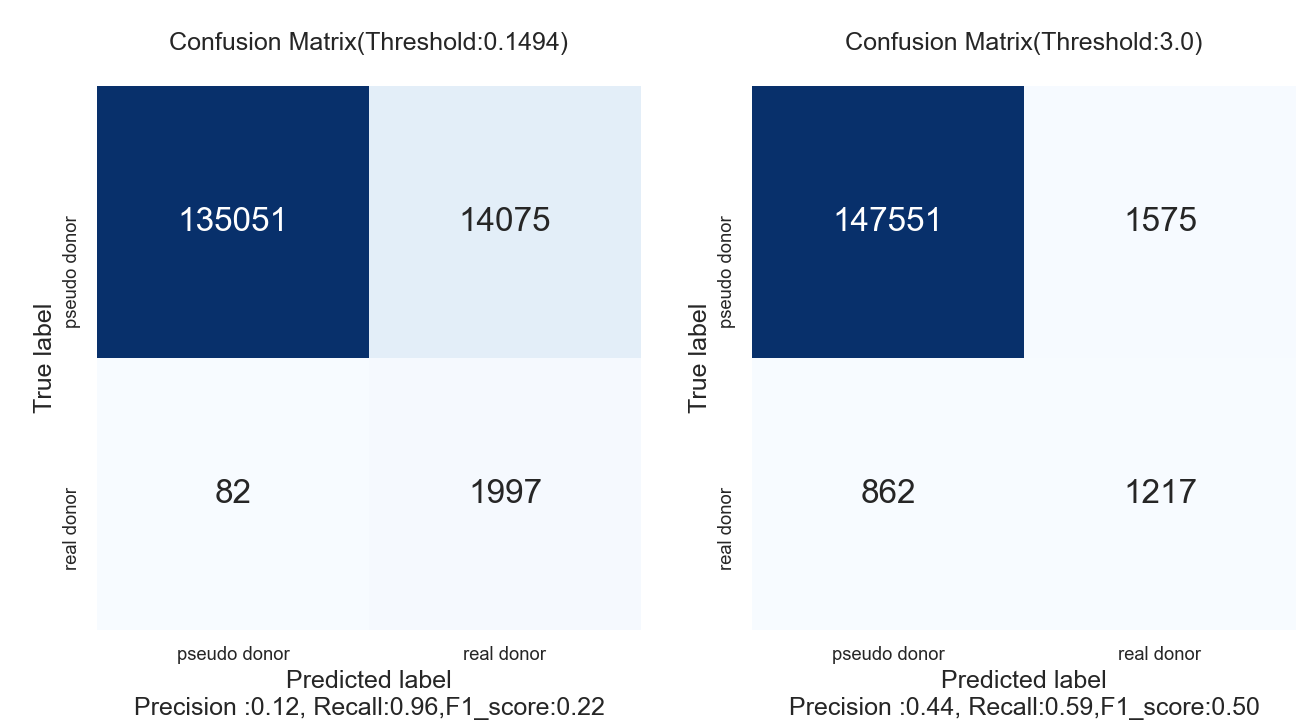 Confusion Matrix(Threshold:0.1494)
135051
14075
82
1997
pseudo donor
real donor
True label
pseudo donor
real donor
Predicted label
Precision :0.12, Recall:0.96,F1_score:0.22
Confusion Matrix(Threshold:3.0)
147551
1575
862
1217
pseudo donor
real donor
True label
pseudo donor
real donor
Predicted label
Precision :0.44, Recall:0.59,F1_score:0.50